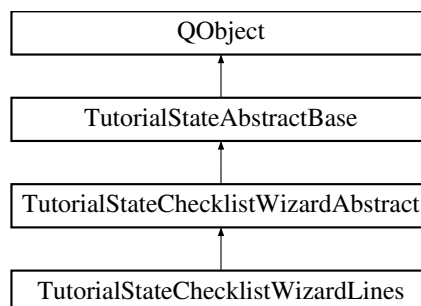 QObject
TutorialStateAbstractBase
TutorialStateChecklistWizardAbstract
TutorialStateChecklistWizardLines